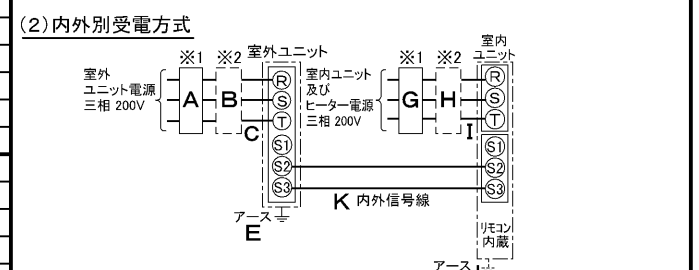 (2)内外別受電方式
※1 ※2 室外ユニット
室外
ユニット電源
三相 200V
A B
C
R
S
T
S1
S2
S3
アース
E
※1 ※2
室内
ユニット
室内ユニット
及び
ヒーター電源
三相 200V
G H
I
R
S
T
S1
S2
S3
K 内外信号線
リモコン
内蔵
アース